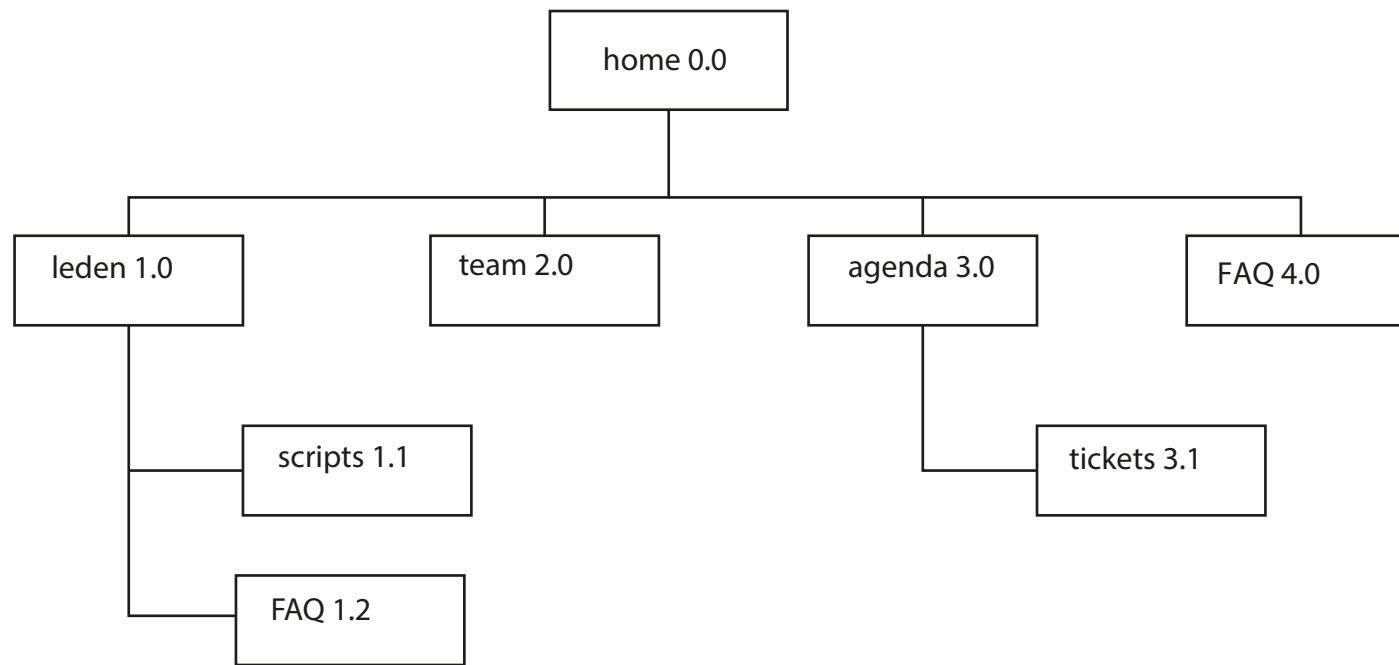 home 0.0
leden 1.0
team 2.0
agenda 3.0
FAQ 4.0
scripts 1.1
tickets 3.1
FAQ 1.2